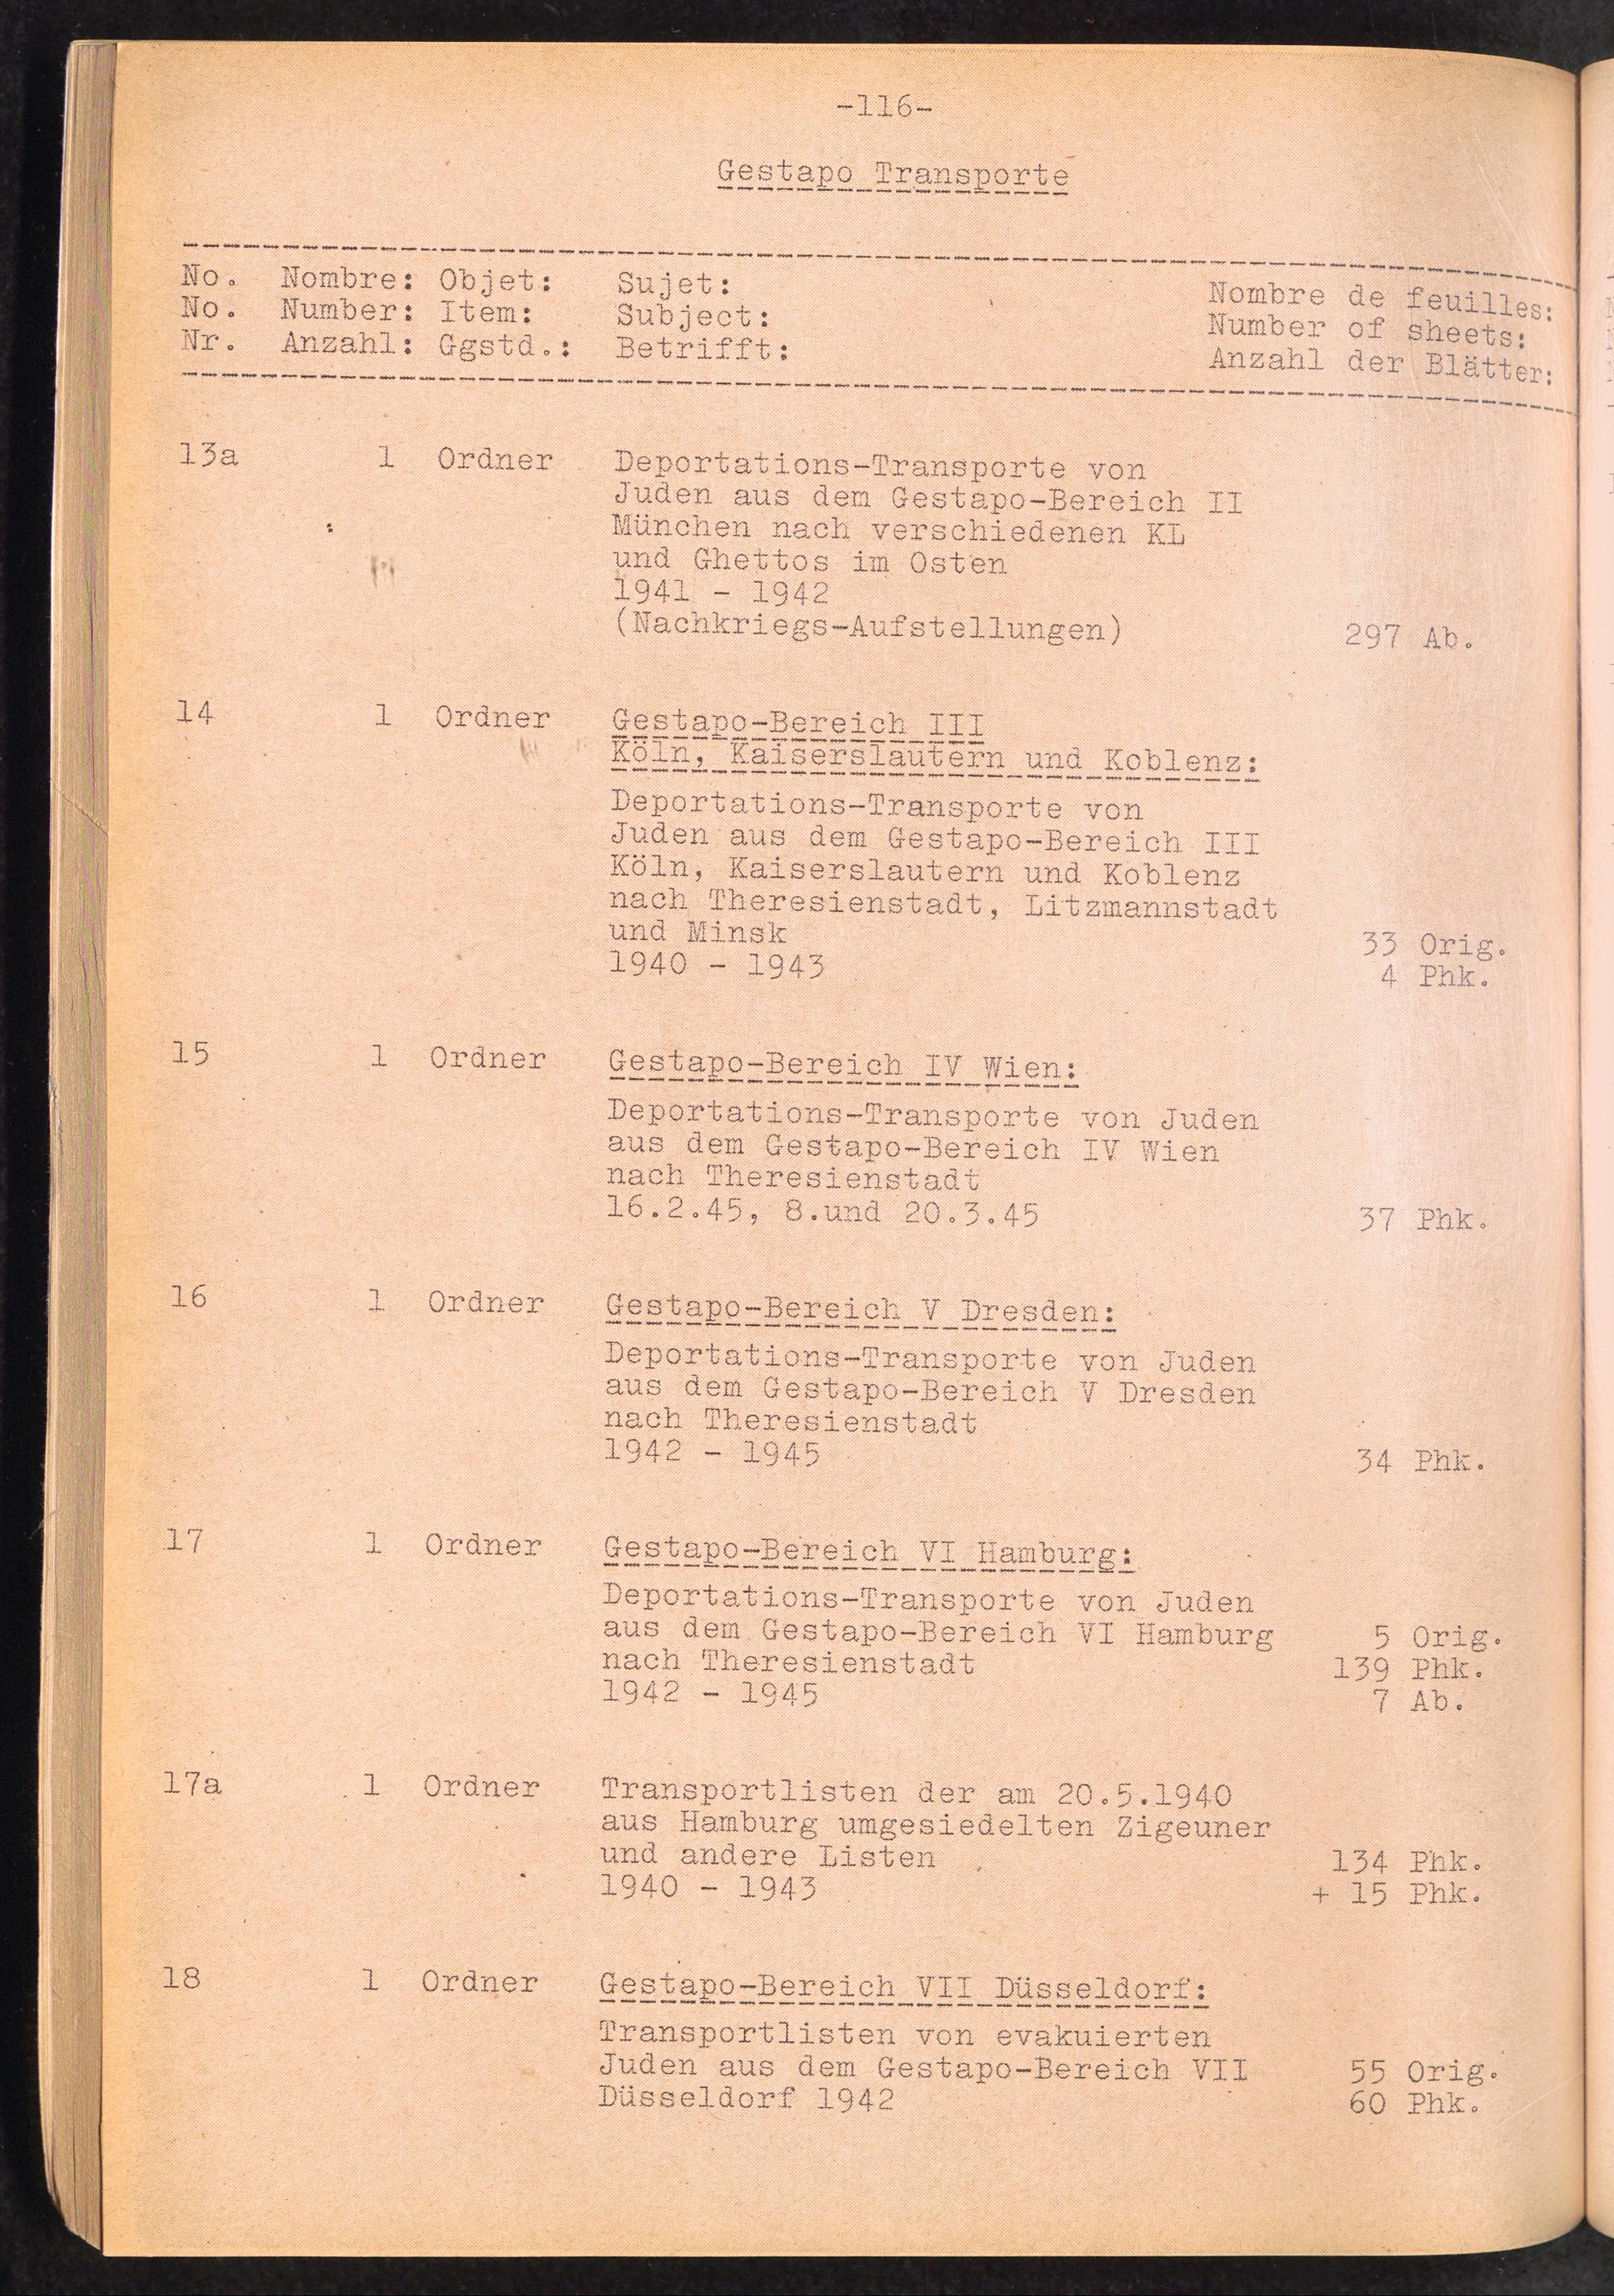 -116-
Gestapo Transporte
No. Nombre: Objet: Sujet: Nombre de feuilles:
No. Number: Item: Subject: Number of sheets:
Nr. Anzahl: Ggstd.: Betrifft: Anzahl der Blätter:
13a 1 Ordner Deportations-Transporte von
Juden aus dem Gestapo-Bereich II
München nach verschiedenen KL
und Ghettos im Osten
1941 - 1942
(Nachkriegs-Aufstellungen) 297 Ab.
14 1 Ordner Gestapo-Bereich III
Köln, Kaiserslautern und Koblenz:
Deportations-Transporte von
Juden aus dem Gestapo-Bereich III
Köln, Kaiserslautern und Koblenz
nach Theresienstadt, Litzmannstadt
und Minsk 33 Orig.
1940 - 1943 4 Phk.
15 1 Ordner Gestapo-Bereich IV Wien:
Deportations-Transporte von Juden
aus dem Gestapo-Bereich IV Wien
nach Theresienstadt
16.2.45, 8.und 20.3.45 37 Phk.
16 1 Ordner Gestapo-Bereich V Dresden:
Deportations-Transporte von Juden
aus dem Gestapo-Bereich V Dresden
nach Theresienstadt
1942 - 1945 34 Phk.
17 1 Ordner Gestapo-Bereich VI Hamburg:
Deportations-Transporte von Juden
aus dem Gestapo-Bereich VI Hamburg 5 Orig.
nach Theresienstadt 139 Phk.
1942 - 1945 7 Ab.
17a 1 Ordner Transportlisten der am 20.5.1940
aus Hamburg umgesiedelten Zigeuner
und andere Listen 134 Phk.
1940 - 1943 + 15 Phk.
18 1 Ordner Gestapo-Bereich VII Düsseldorf:
Transportlisten von evakuierten
Juden aus dem Gestapo-Bereich VII 55 Orig.
Düsseldorf 1942 60 Phk.